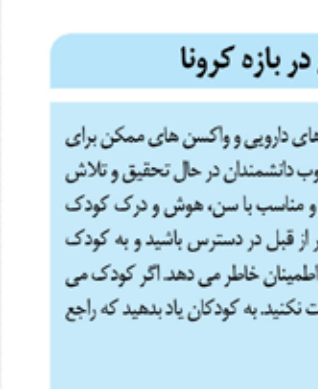 در بازه کرونا
های دارویی و واکسن های ممکن برای
دانشمندان در حال تحقیق و تلاش
و مناسب با سن، هوش و درک کودک
از قبل در دسترس باشید و به کودک
اطمینان خاطر می دهد. اگر کودک می
نکنید. به کودکان یاد بدهید که راجع